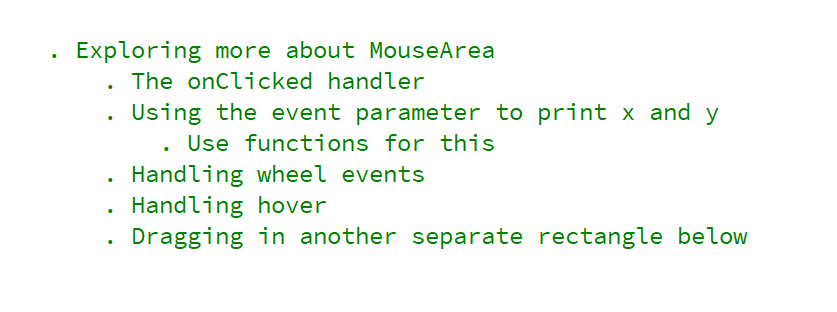 . Exploring more about MouseArea
. The onClicked handler
. Using the event parameter to print x and y
. Use functions for this
. Handling wheel events
. Handling hover
. Dragging in another separate rectangle below